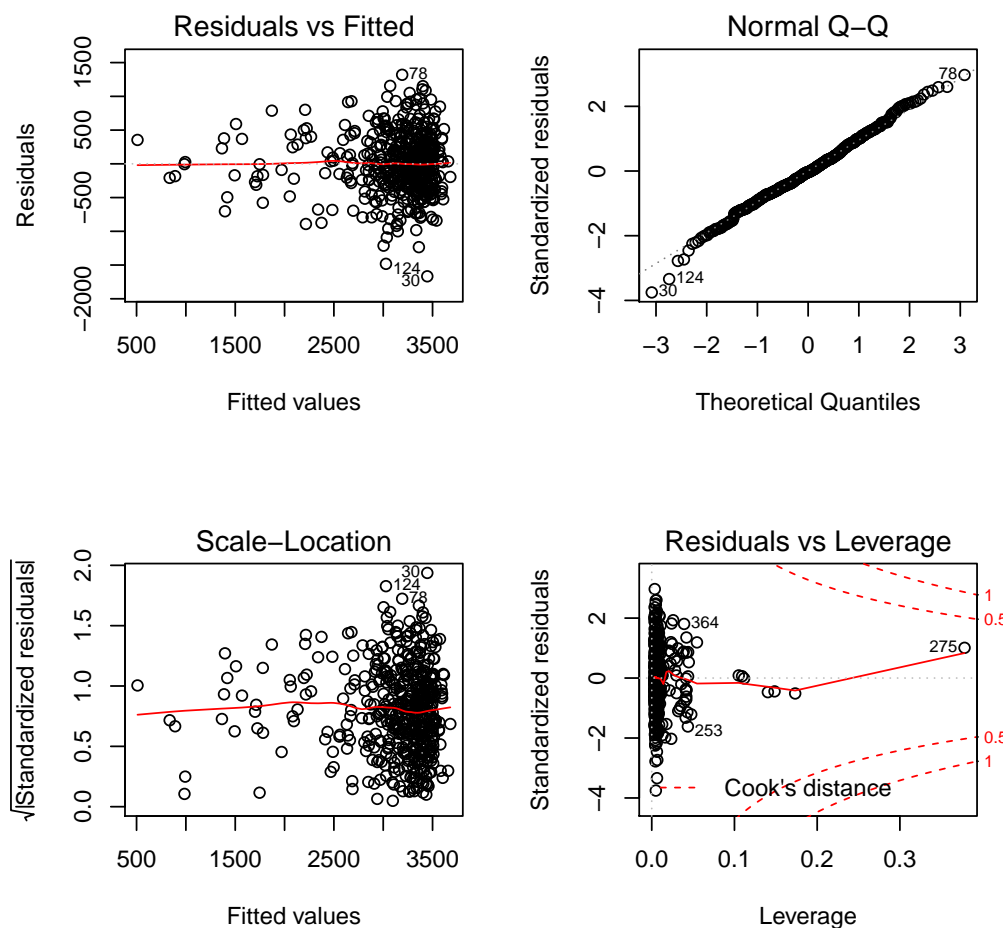 Residuals vs Fitted
Residuals
1500
500
−500
−2000
78
124
30
500 1500 2500 3500
Fitted values
Normal Q−Q
Standardized residuals
2
0
−2
−4
78
124
30
−3 −2 −1 0 1 2 3
Theoretical Quantiles
Scale−Location
√|Standardized residuals|
2.0
1.5
1.0
0.5
0.0
30
124
78
500 1500 2500 3500
Fitted values
Residuals vs Leverage
Standardized residuals
2
0
−2
−4
364
275
253
1
0.5
0.5
1
Cook's distance
0.0 0.1 0.2 0.3
Leverage